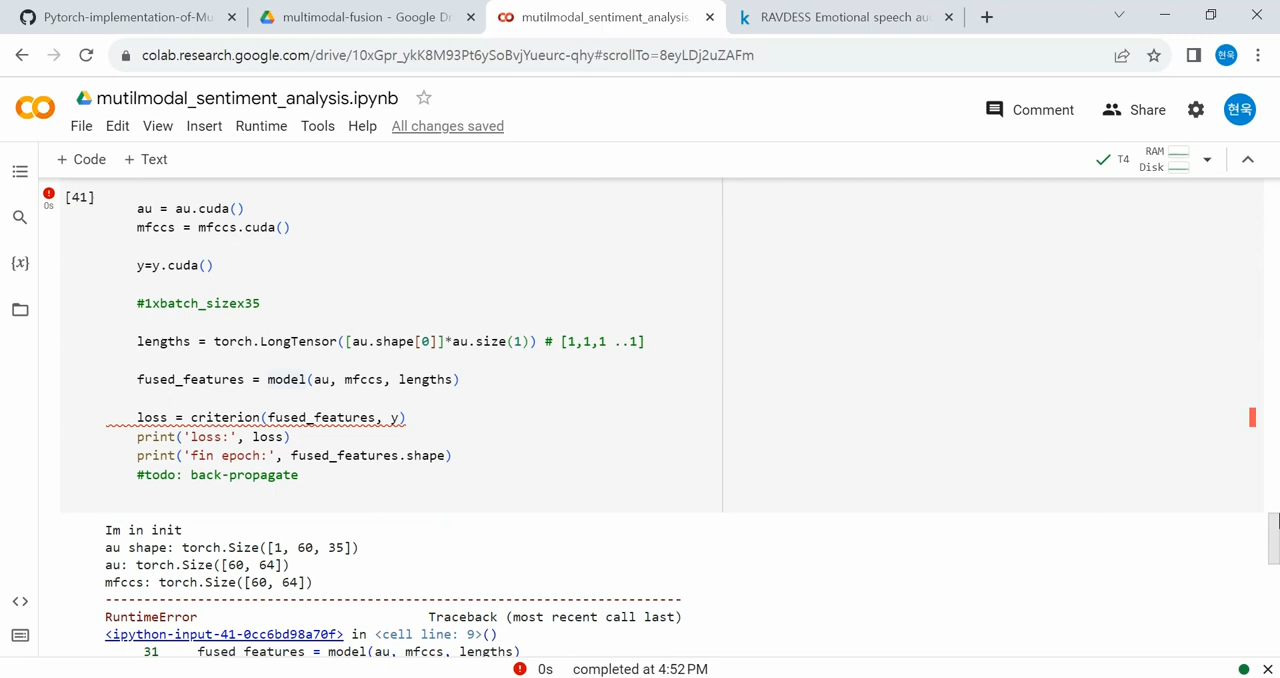 Pytorch-implementation-of-Mu
multimodal-fusion - Google Dr
mutilmodal_sentiment_analysis.
RAVDESS Emotional speech au
colab.research.google.com/drive/10xGpr_ykK8M93Pt6ySoBvjYueurc-qhy#scrollTo=8eyLDj2uZAFm
현욱
mutilmodal_sentiment_analysis.ipynb
Comment
Share
현욱
File Edit View Insert Runtime Tools Help All changes saved
+ Code + Text
T4
RAM
Disk
[41]
0s
au = au.cuda()
mfccs = mfccs.cuda()
y=y.cuda()
#1xbatch_sizex35
lengths = torch.LongTensor([au.shape[0]]*au.size(1)) # [1,1,1 ..1]
fused_features = model(au, mfccs, lengths)
loss = criterion(fused_features, y)
print('loss:', loss)
print('fin epoch:', fused_features.shape)
#todo: back-propagate
Im in init
au shape: torch.Size([1, 60, 35])
au: torch.Size([60, 64])
mfccs: torch.Size([60, 64])
---------------------------------------------------------------------------
RuntimeError Traceback (most recent call last)
<ipython-input-41-0cc6bd98a70f> in <cell line: 9>()
31 fused_features = model(au, mfccs, lengths)
0s completed at 4:52 PM